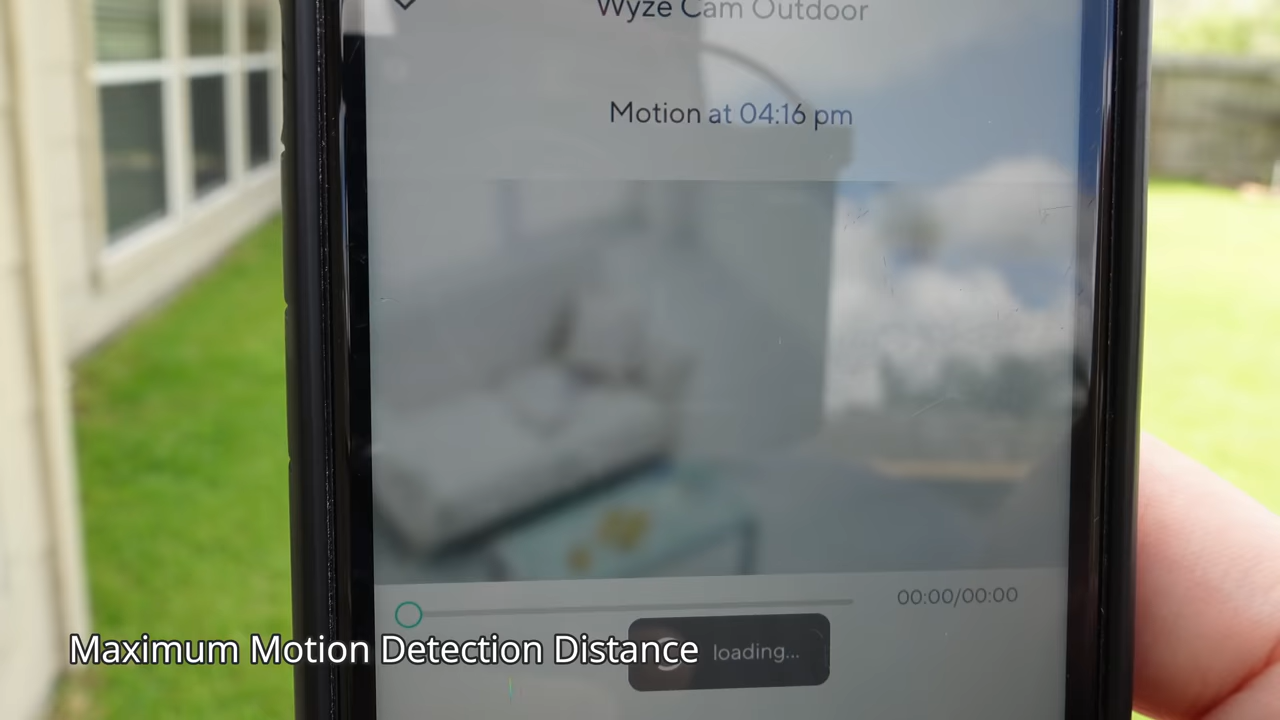 Wyze Cam Outdoor
Motion at 04:16 pm
00:00/00:00
loading...
Maximum Motion Detection Distance